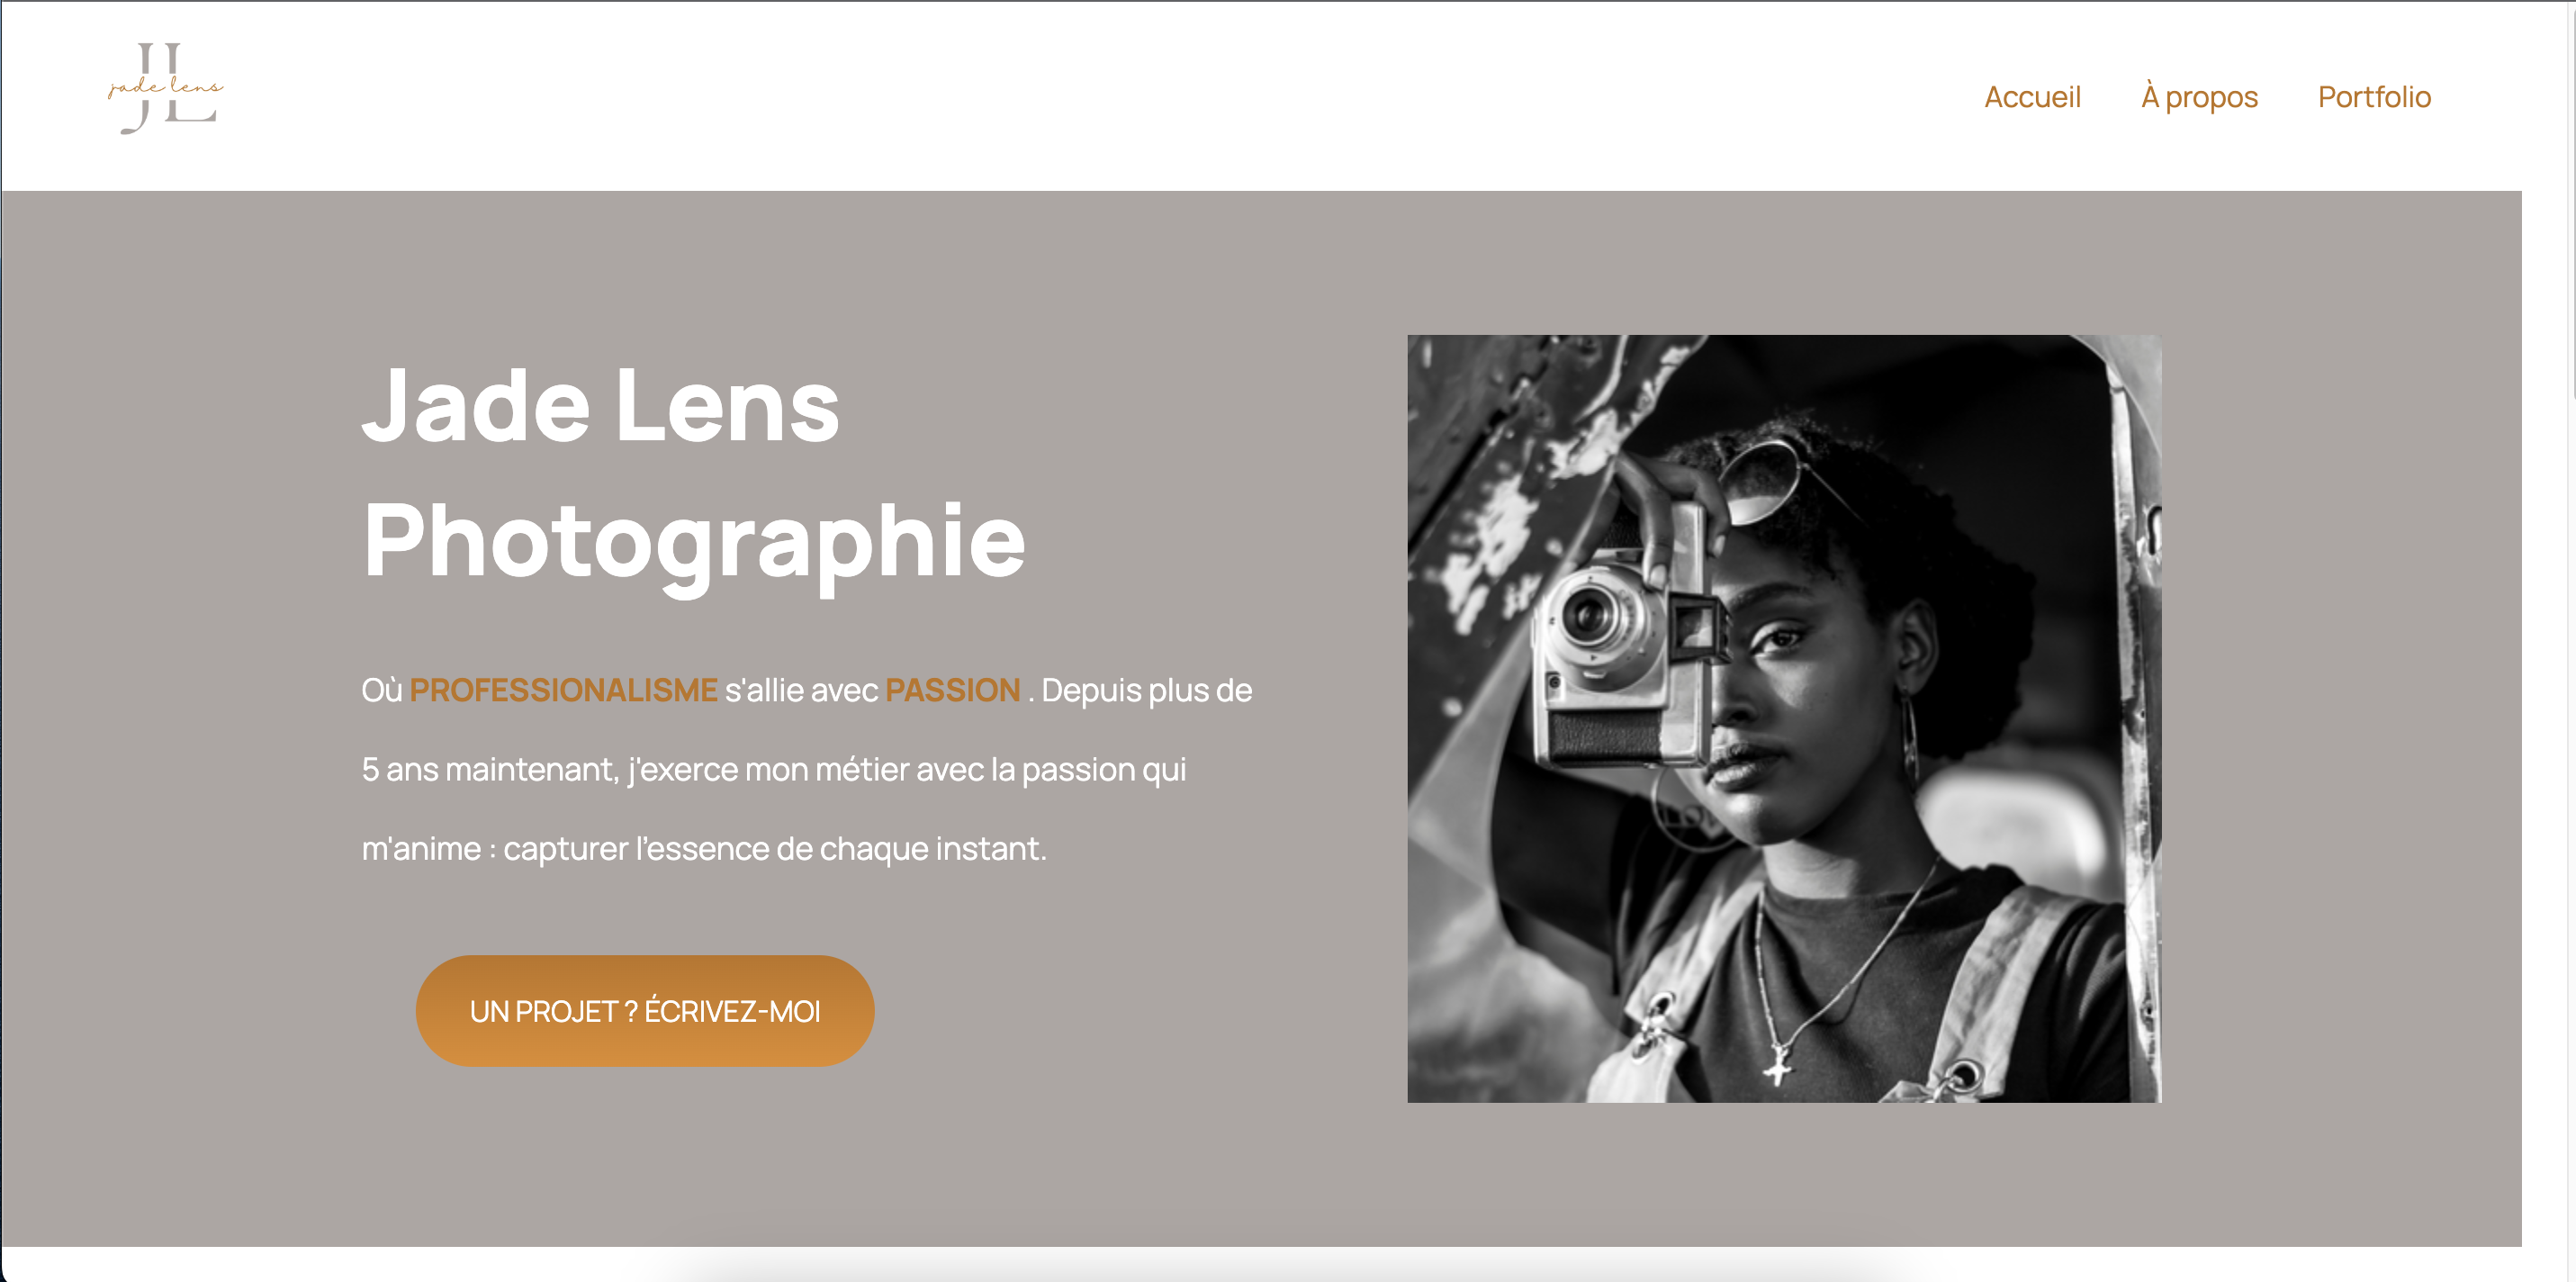 JL
jade lens
Accueil À propos Portfolio
Jade Lens
Photographie
Où PROFESSIONALISME s'allie avec PASSION . Depuis plus de
5 ans maintenant, j'exerce mon métier avec la passion qui
m'anime : capturer l'essence de chaque instant.
UN PROJET ? ÉCRIVEZ-MOI